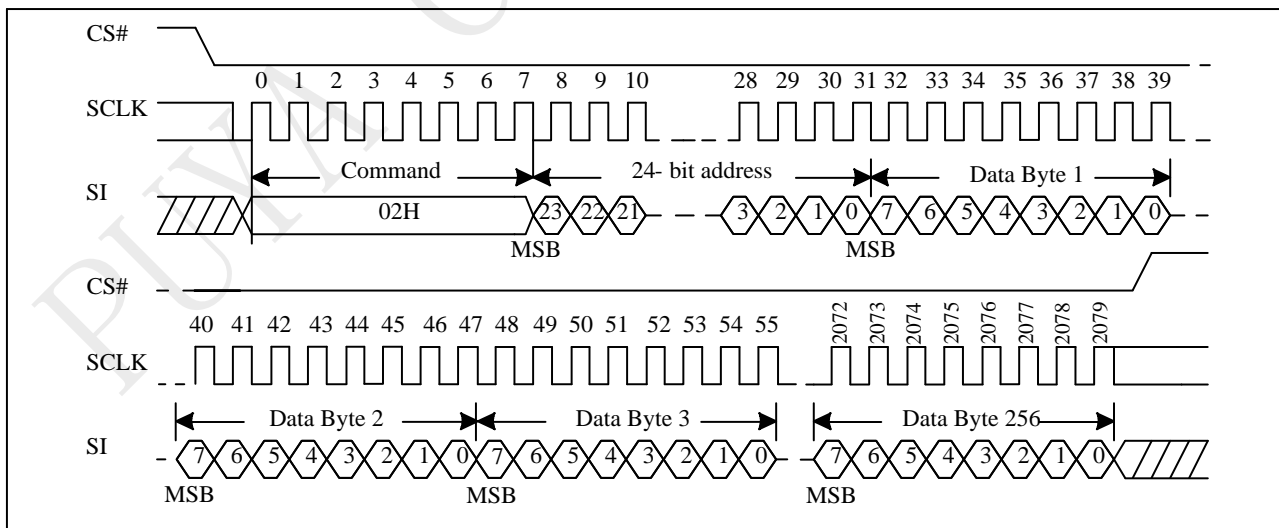 CS#
0 1 2 3 4 5 6 7 8 9 10 28 29 30 31 32 33 34 35 36 37 38 39
SCLK
Command 24- bit address Data Byte 1
SI
02H 23 22 21 3 2 1 0 7 6 5 4 3 2 1 0
MSB MSB
CS#
40 41 42 43 44 45 46 47 48 49 50 51 52 53 54 55 2072 2073 2074 2075 2076 2077 2078 2079
SCLK
Data Byte 2 Data Byte 3 Data Byte 256
SI
7 6 5 4 3 2 1 0 7 6 5 4 3 2 1 0 7 6 5 4 3 2 1 0
MSB MSB MSB
PUYA